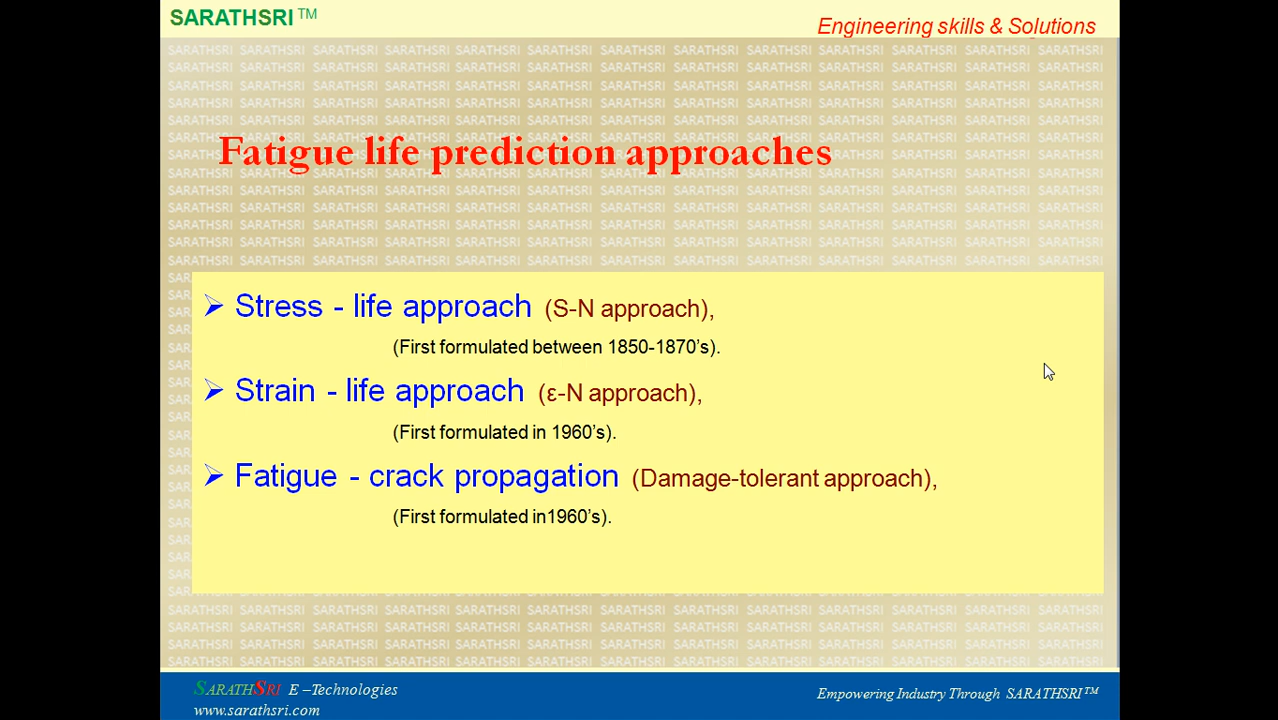 SARATHSRI™
Engineering skills & Solutions
Fatigue life prediction approaches
Stress - life approach (S-N approach),
(First formulated between 1850-1870's).
Strain - life approach (ε-N approach),
(First formulated in 1960's).
Fatigue - crack propagation (Damage-tolerant approach),
(First formulated in1960's).
SARATHSRI E –Technologies
www.sarathsri.com
Empowering Industry Through SARATHSRI™